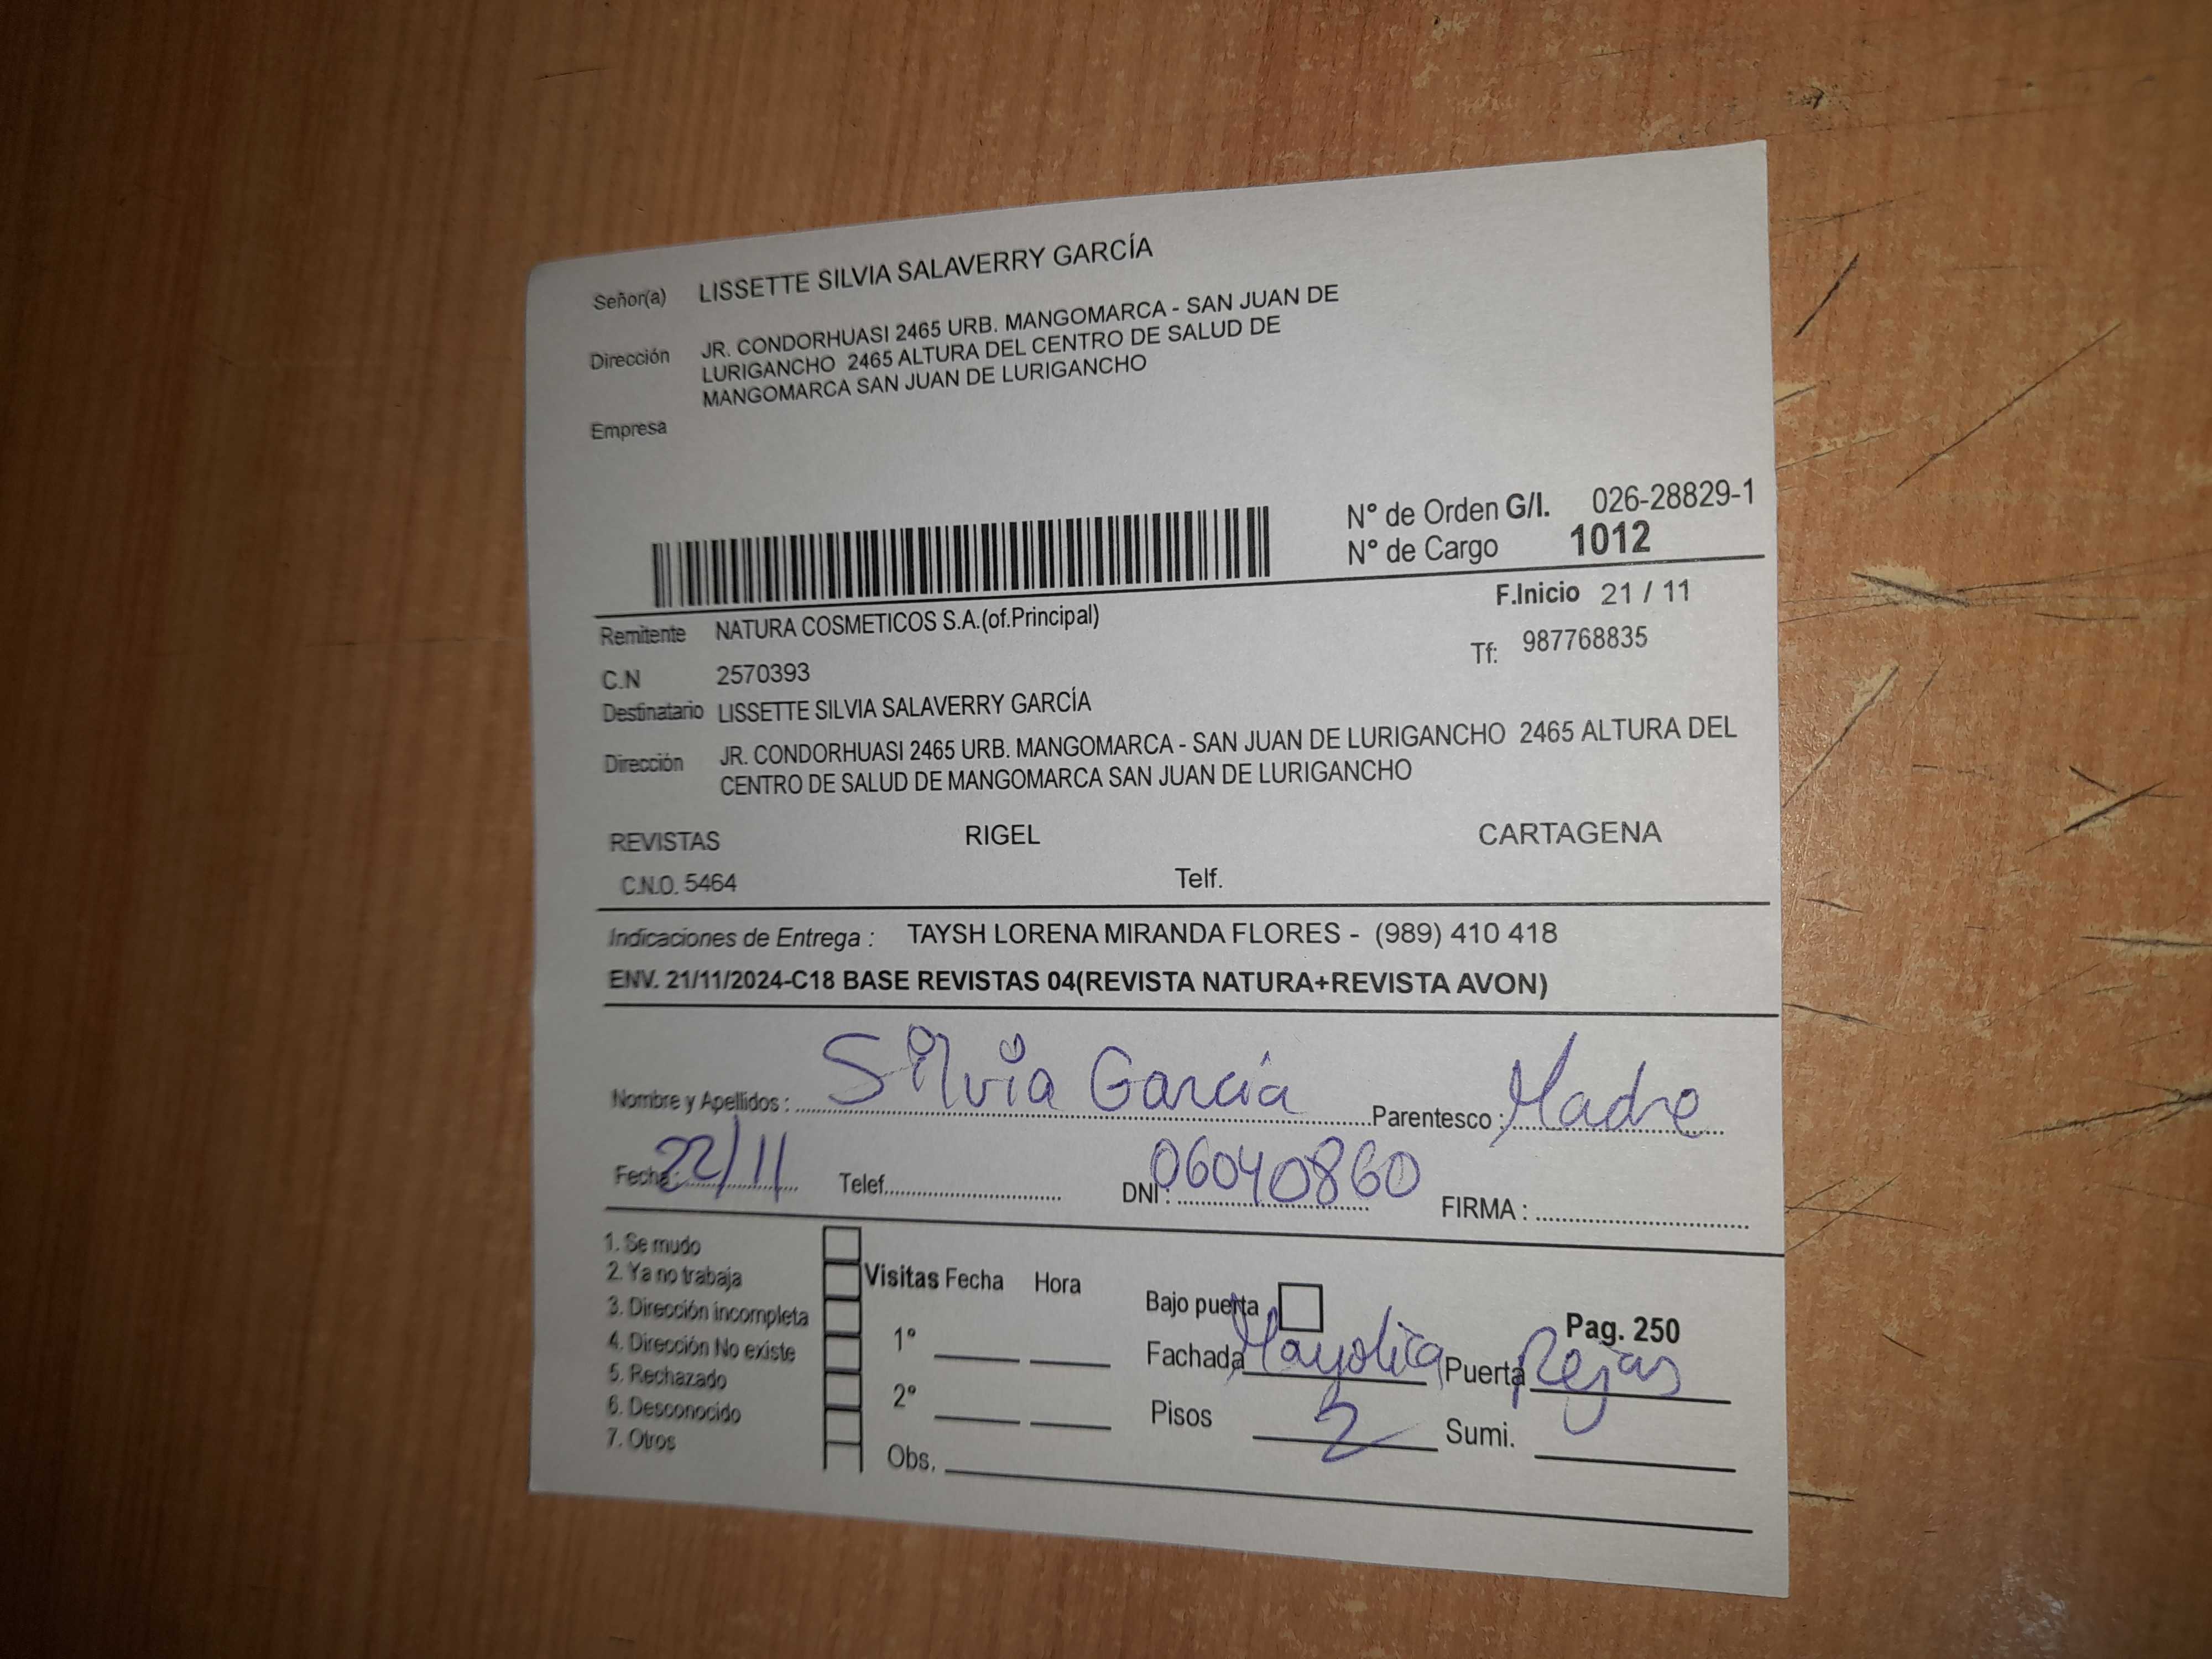 Señor(a) LISSETTE SILVIA SALAVERRY GARCÍA
Dirección JR. CONDORHUASI 2465 URB. MANGOMARCA - SAN JUAN DE
LURIGANCHO 2465 ALTURA DEL CENTRO DE SALUD DE
MANGOMARCA SAN JUAN DE LURIGANCHO
Empresa
N° de Orden G/I. 026-28829-1
N° de Cargo 1012
F.Inicio 21 / 11
Remitente NATURA COSMETICOS S.A.(of.Principal)
Tf: 987768835
C.N 2570393
Destinatario LISSETTE SILVIA SALAVERRY GARCÍA
Dirección JR. CONDORHUASI 2465 URB. MANGOMARCA - SAN JUAN DE LURIGANCHO 2465 ALTURA DEL
CENTRO DE SALUD DE MANGOMARCA SAN JUAN DE LURIGANCHO
REVISTAS RIGEL CARTAGENA
C.N.O. 5464 Telf.
Indicaciones de Entrega : TAYSH LORENA MIRANDA FLORES - (989) 410 418
ENV. 21/11/2024-C18 BASE REVISTAS 04(REVISTA NATURA+REVISTA AVON)
Nombre y Apellidos : Silvia García Parentesco : Madre
Fecha: 22/11 Telef. DNI : 06040860 FIRMA :
1. Se mudo
2. Ya no trabaja
3. Dirección incompleta
4. Dirección No existe
5. Rechazado
6. Desconocido
7. Otros
Visitas Fecha Hora
1°
2°
Obs.
Bajo puerta Pag. 250
Fachada Mayolica Puerta Rejas
Pisos 2 Sumi.